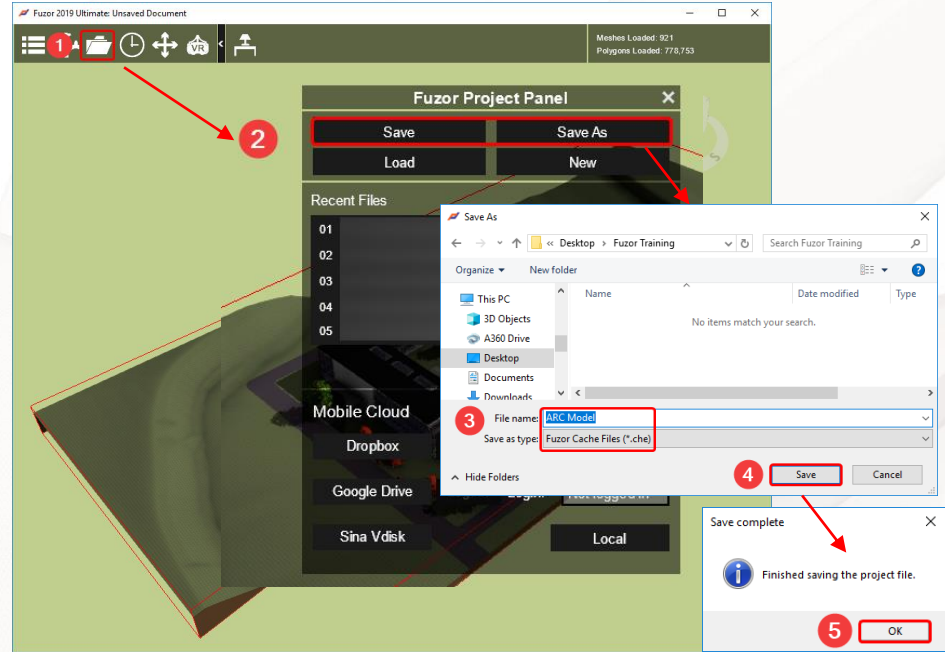 Fuzor 2019 Ultimate: Unsaved Document
1
VR
Meshes Loaded: 921
Polygons Loaded: 778,753
Fuzor Project Panel
2
Save
Save As
Load
New
S
Recent Files
01
02
03
04
05
Save As
« Desktop › Fuzor Training
Search Fuzor Training
Organize
New folder
?
This PC
3D Objects
A360 Drive
Desktop
Documents
Downloads
Name
Date modified
Type
No items match your search.
3
File name: ARC Model
Save as type: Fuzor Cache Files (*.che)
Hide Folders
4
Save
Cancel
Mobile Cloud
Dropbox
Google Drive
Not logged in
Sina Vdisk
Local
Save complete
Finished saving the project file.
5
OK